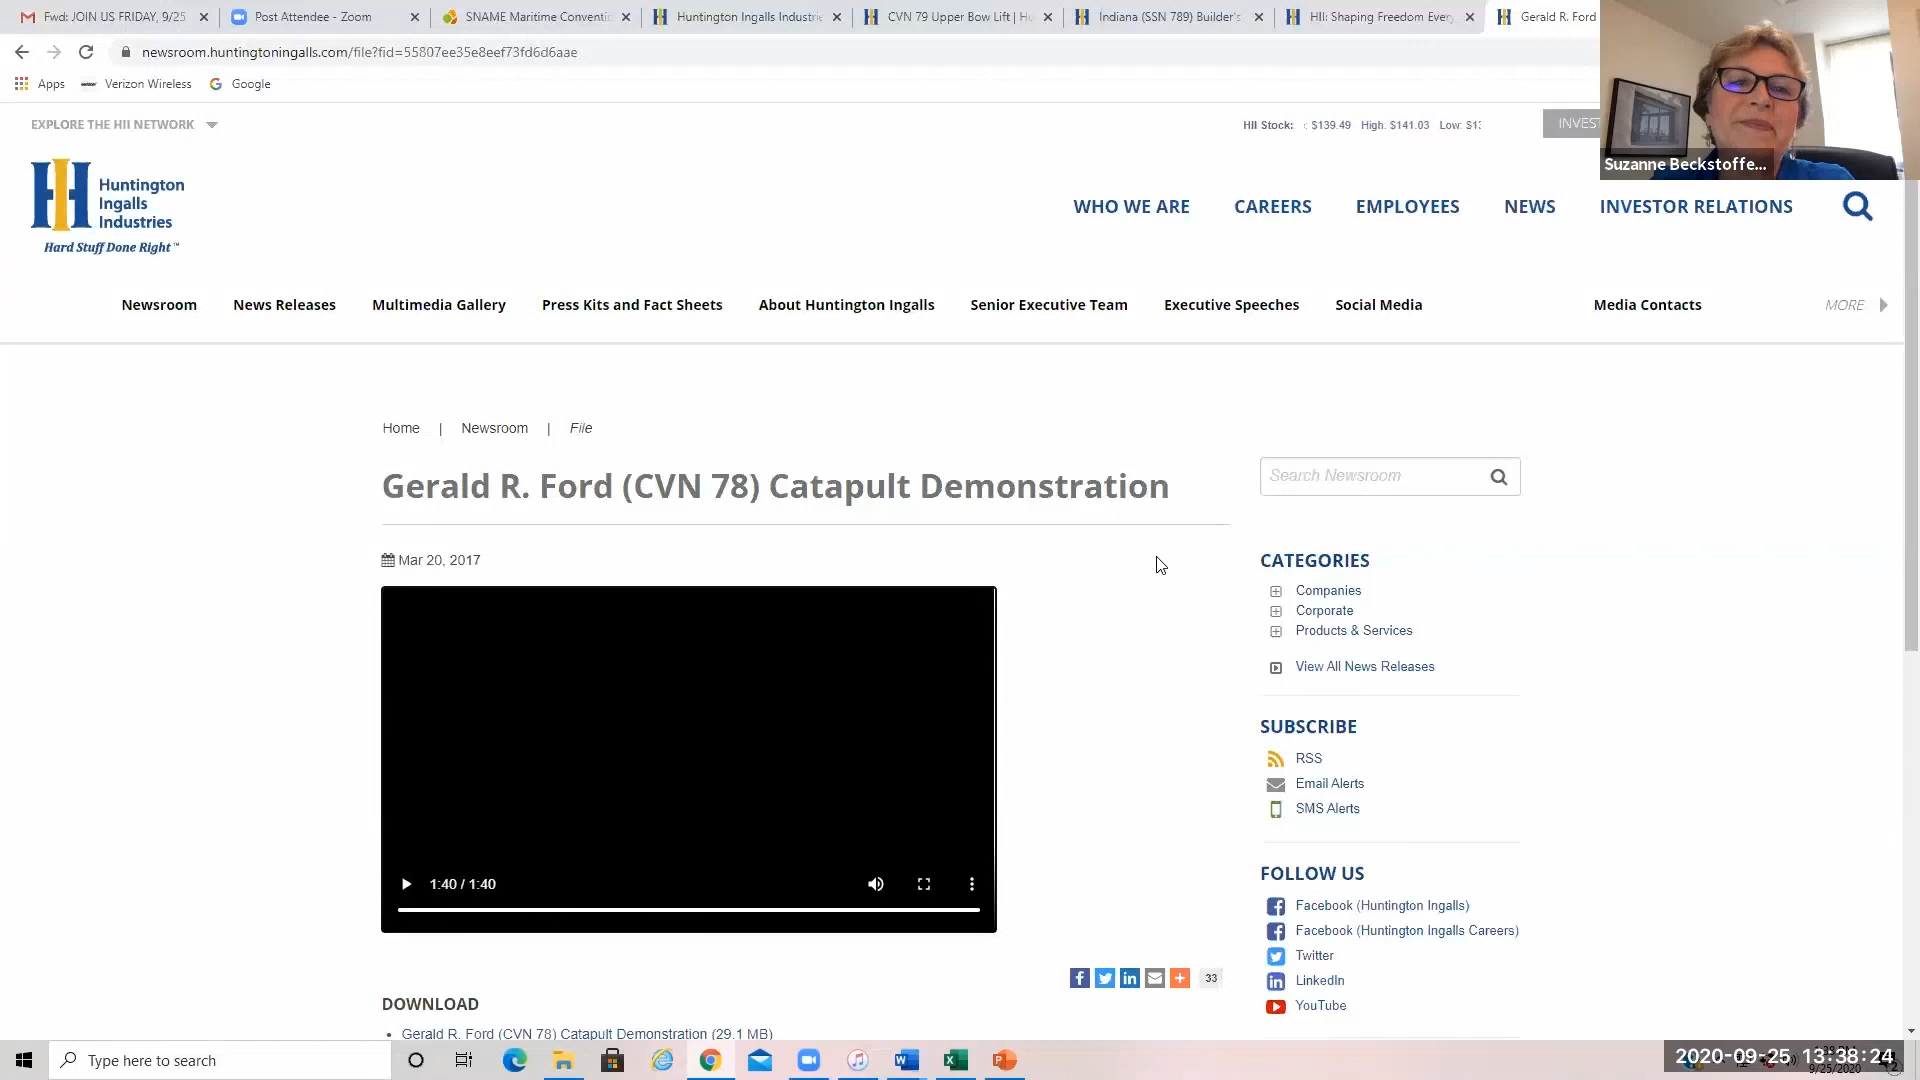 Fwd: JOIN US FRIDAY, 9/25
Post Attendee - Zoom
SNAME Maritime Conventio
Huntington Ingalls Industrie
CVN 79 Upper Bow Lift | Hu
Indiana (SSN 789) Builder's
HII: Shaping Freedom Every
Gerald R. Ford
newsroom.huntingtoningalls.com/file?fid=55807ee35e8eef73fd6d6aae
Apps
Verizon Wireless
Google
EXPLORE THE HII NETWORK
HII Stock: : $139.49 High: $141.03 Low: $13
INVES
Suzanne Beckstoffe...
Huntington
Ingalls
Industries
Hard Stuff Done Right™
WHO WE ARE
CAREERS
EMPLOYEES
NEWS
INVESTOR RELATIONS
Newsroom
News Releases
Multimedia Gallery
Press Kits and Fact Sheets
About Huntington Ingalls
Senior Executive Team
Executive Speeches
Social Media
Media Contacts
MORE
Home | Newsroom | File
Gerald R. Ford (CVN 78) Catapult Demonstration
Search Newsroom
Mar 20, 2017
1:40 / 1:40
33
DOWNLOAD
• Gerald R. Ford (CVN 78) Catapult Demonstration (29.1 MB)
CATEGORIES
Companies
Corporate
Products & Services
View All News Releases
SUBSCRIBE
RSS
Email Alerts
SMS Alerts
FOLLOW US
Facebook (Huntington Ingalls)
Facebook (Huntington Ingalls Careers)
Twitter
LinkedIn
YouTube
Type here to search
2020-09-25 13:38:24
9/25/2020